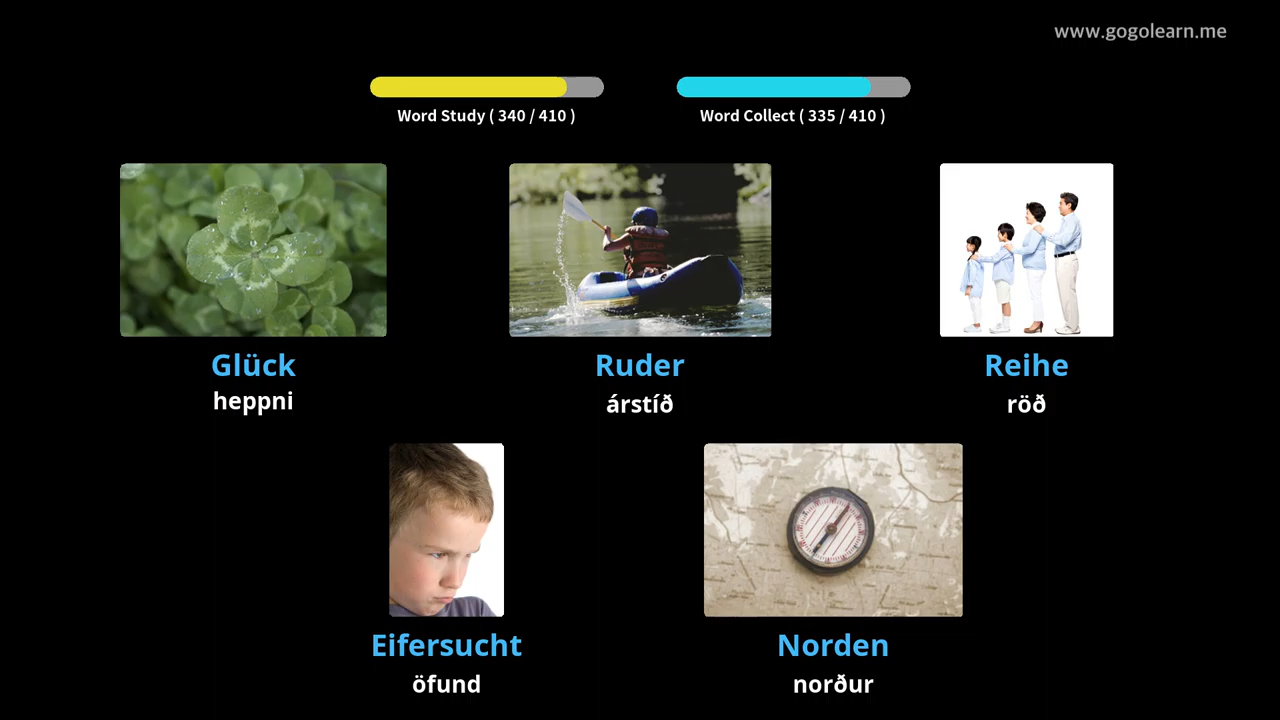 www.gogolearn.me
Word Study ( 340 / 410 )
Word Collect ( 335 / 410 )
Glück
heppni
Ruder
árstíð
Reihe
röð
Eifersucht
öfund
Norden
norður